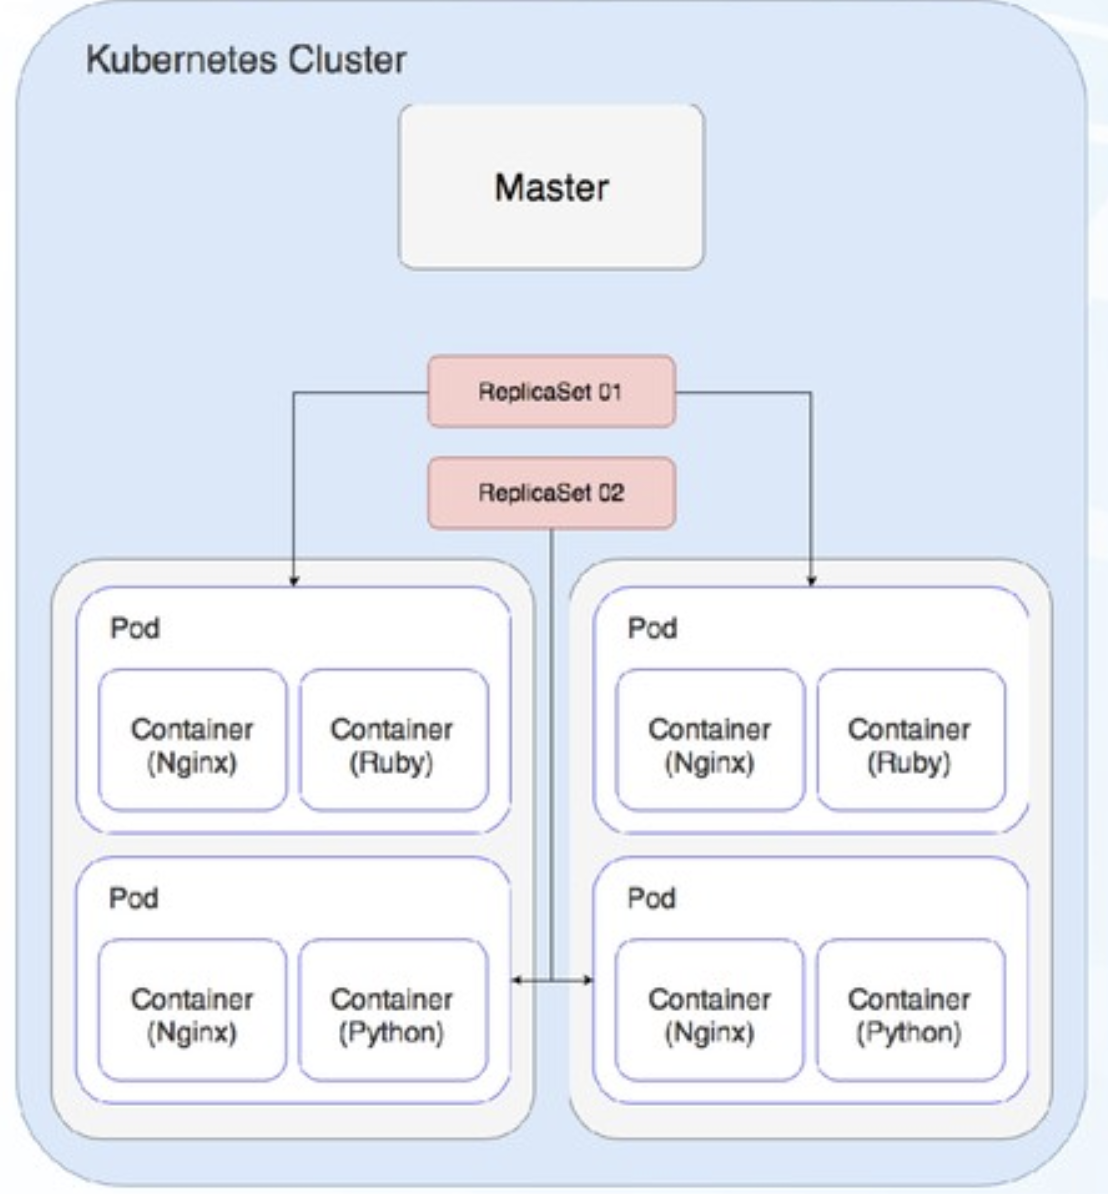 Kubernetes Cluster
Master
ReplicaSet 01
ReplicaSet 02
Pod
Container
(Nginx)
Container
(Ruby)
Pod
Container
(Nginx)
Container
(Ruby)
Pod
Container
(Nginx)
Container
(Python)
Pod
Container
(Nginx)
Container
(Python)